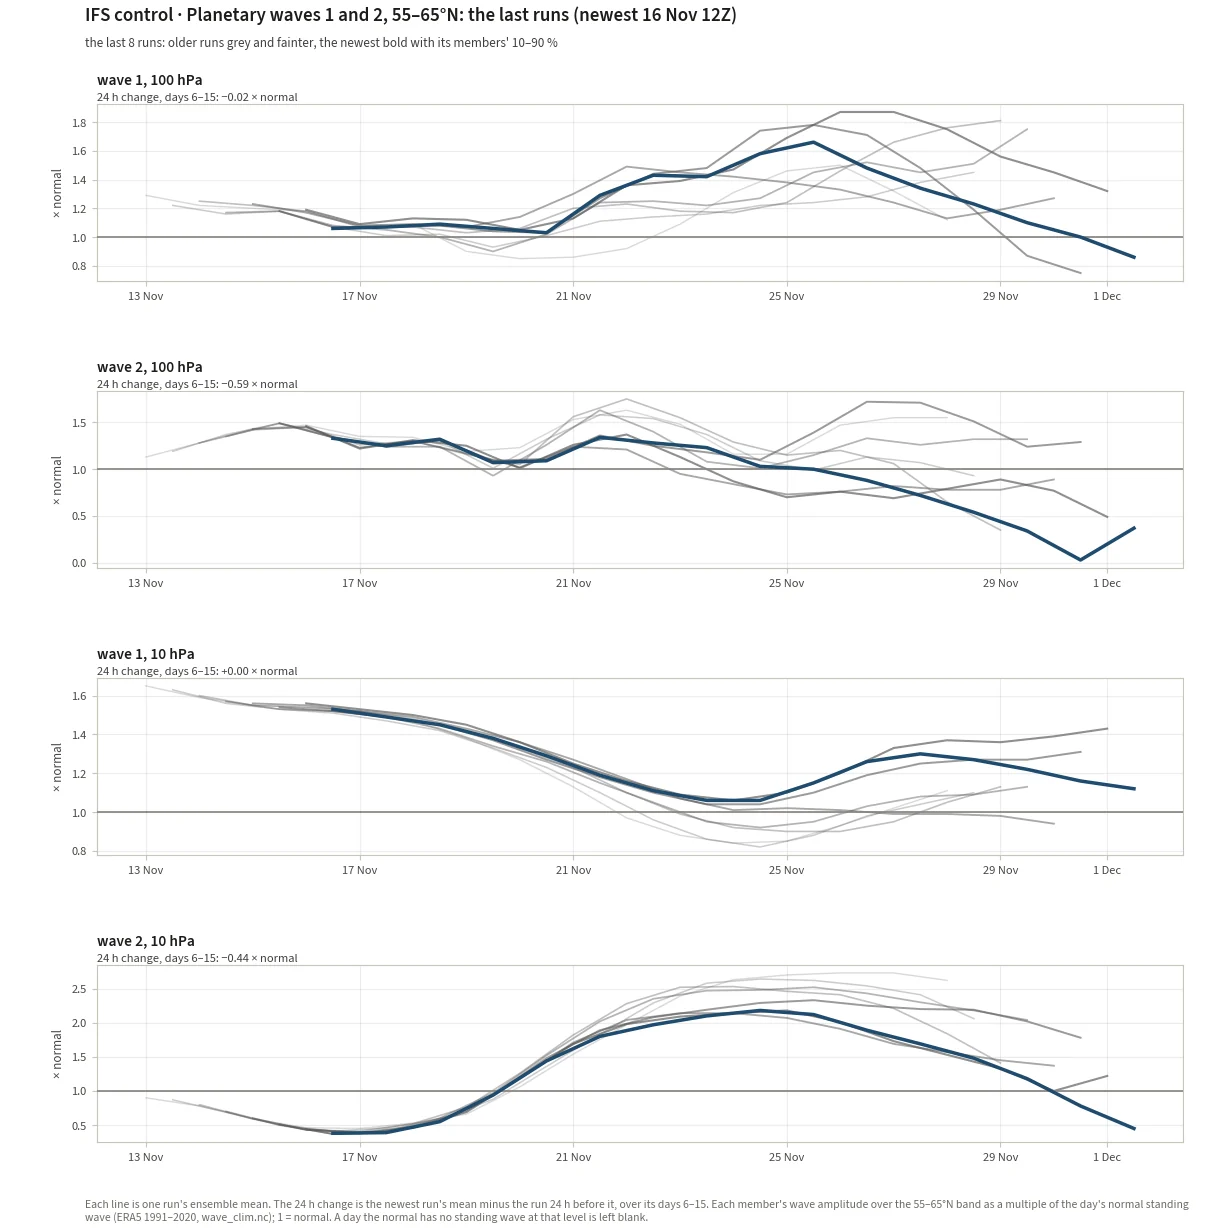 IFS control · Planetary waves 1 and 2, 55–65°N: the last runs (newest 16 Nov 12Z)
the last 8 runs: older runs grey and fainter, the newest bold with its members' 10–90 %
wave 1, 100 hPa
24 h change, days 6–15: −0.02 × normal
× normal
1.8
1.6
1.4
1.2
1.0
0.8
13 Nov 17 Nov 21 Nov 25 Nov 29 Nov 1 Dec
wave 2, 100 hPa
24 h change, days 6–15: −0.59 × normal
× normal
1.5
1.0
0.5
0.0
13 Nov 17 Nov 21 Nov 25 Nov 29 Nov 1 Dec
wave 1, 10 hPa
24 h change, days 6–15: +0.00 × normal
× normal
1.6
1.4
1.2
1.0
0.8
13 Nov 17 Nov 21 Nov 25 Nov 29 Nov 1 Dec
wave 2, 10 hPa
24 h change, days 6–15: −0.44 × normal
× normal
2.5
2.0
1.5
1.0
0.5
13 Nov 17 Nov 21 Nov 25 Nov 29 Nov 1 Dec
Each line is one run's ensemble mean. The 24 h change is the newest run's mean minus the run 24 h before it, over its days 6–15. Each member's wave amplitude over the 55–65°N band as a multiple of the day's normal standing
wave (ERA5 1991–2020, wave_clim.nc); 1 = normal. A day the normal has no standing wave at that level is left blank.